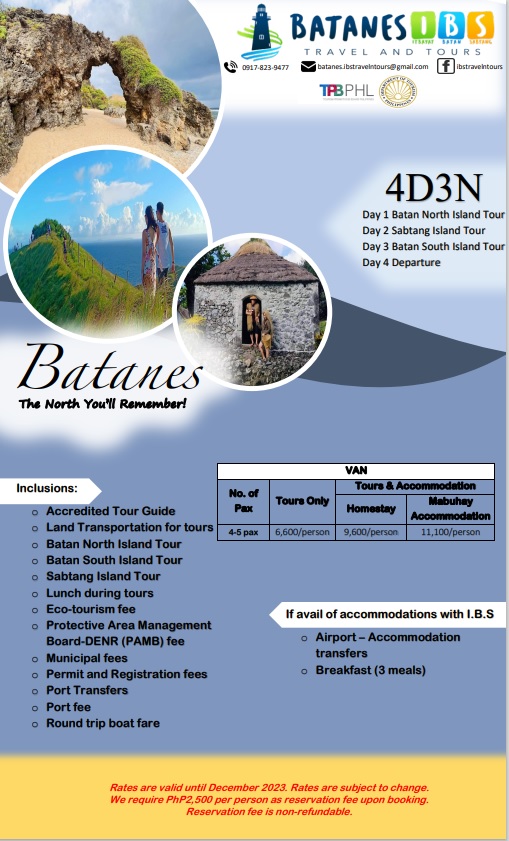 BATANES IBS
ITBAYAT BATAN SABTANG
TRAVEL AND TOURS
0917-823-9477 batanes.ibstravelntours@gmail.com f ibstravelntours
TPBPHL
4D3N
Day 1 Batan North Island Tour
Day 2 Sabtang Island Tour
Day 3 Batan South Island Tour
Day 4 Departure
Batanes
The North You'll Remember!
VAN
No. of Pax
Tours Only
Tours & Accommodation
Homestay
Mabuhay Accommodation
4-5 pax 6,600/person 9,600/person 11,100/person
Inclusions:
o Accredited Tour Guide
o Land Transportation for tours
o Batan North Island Tour
o Batan South Island Tour
o Sabtang Island Tour
o Lunch during tours
o Eco-tourism fee
o Protective Area Management
Board-DENR (PAMB) fee
o Municipal fees
o Permit and Registration fees
o Port Transfers
o Port fee
o Round trip boat fare
If avail of accommodations with I.B.S
o Airport – Accommodation
transfers
o Breakfast (3 meals)
Rates are valid until December 2023. Rates are subject to change.
We require PhP2,500 per person as reservation fee upon booking.
Reservation fee is non-refundable.